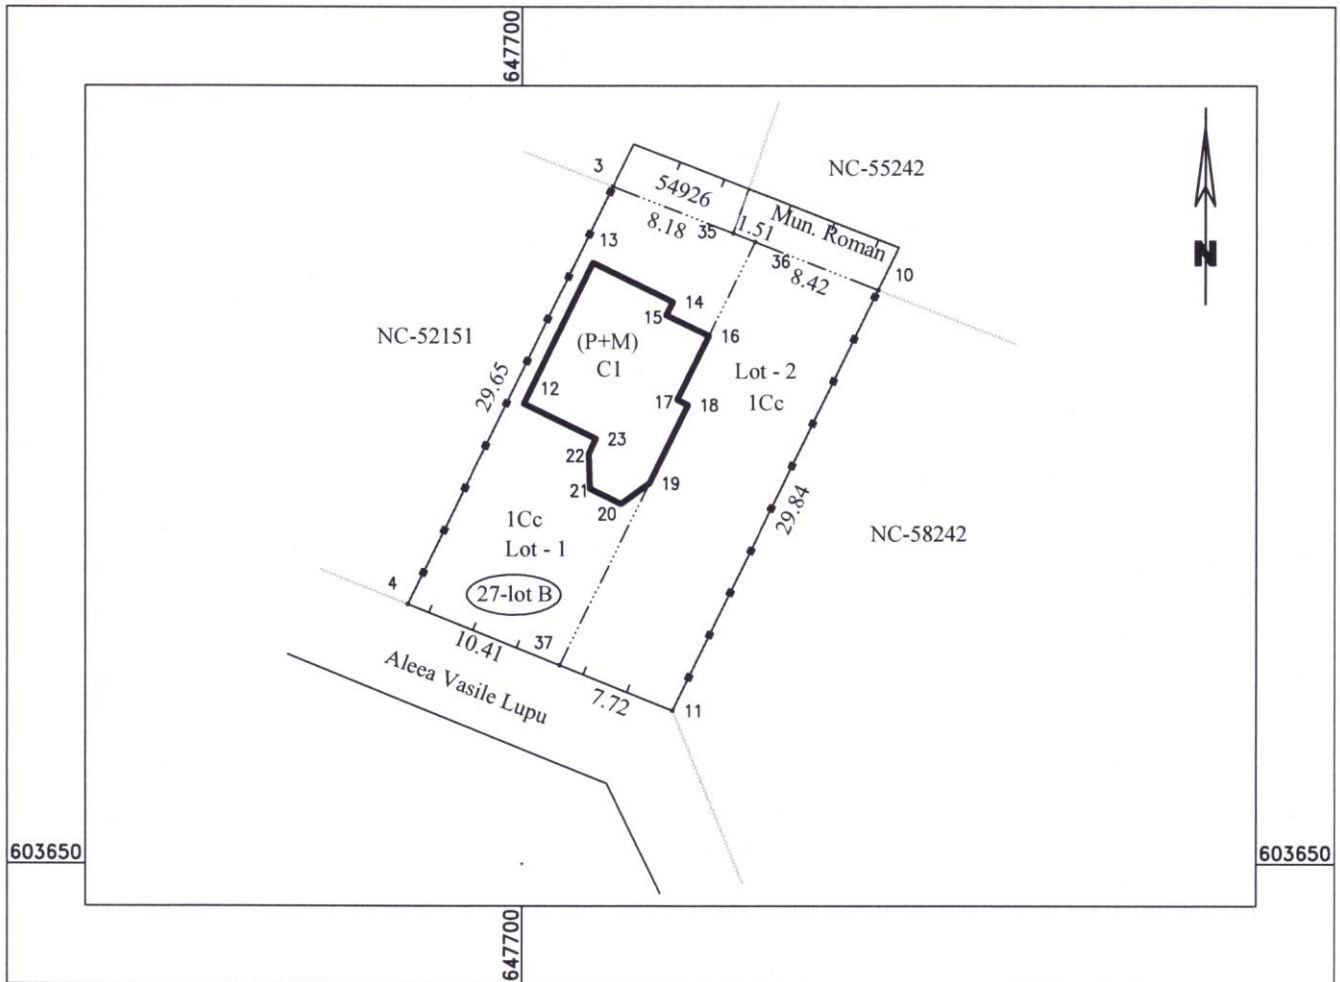 647700
NC-55242
3
54926
Mun. Roman
8.18
35
1.51
36
8.42
10
13
N
14
15
16
NC-52151
(P+M)
C1
Lot - 2
1Cc
29.65
12
17
18
23
22
19
21
20
29.84
1Cc
Lot - 1
NC-58242
4
27-lot B
10.41
37
Aleea Vasile Lupu
7.72
11
603650
603650
647700